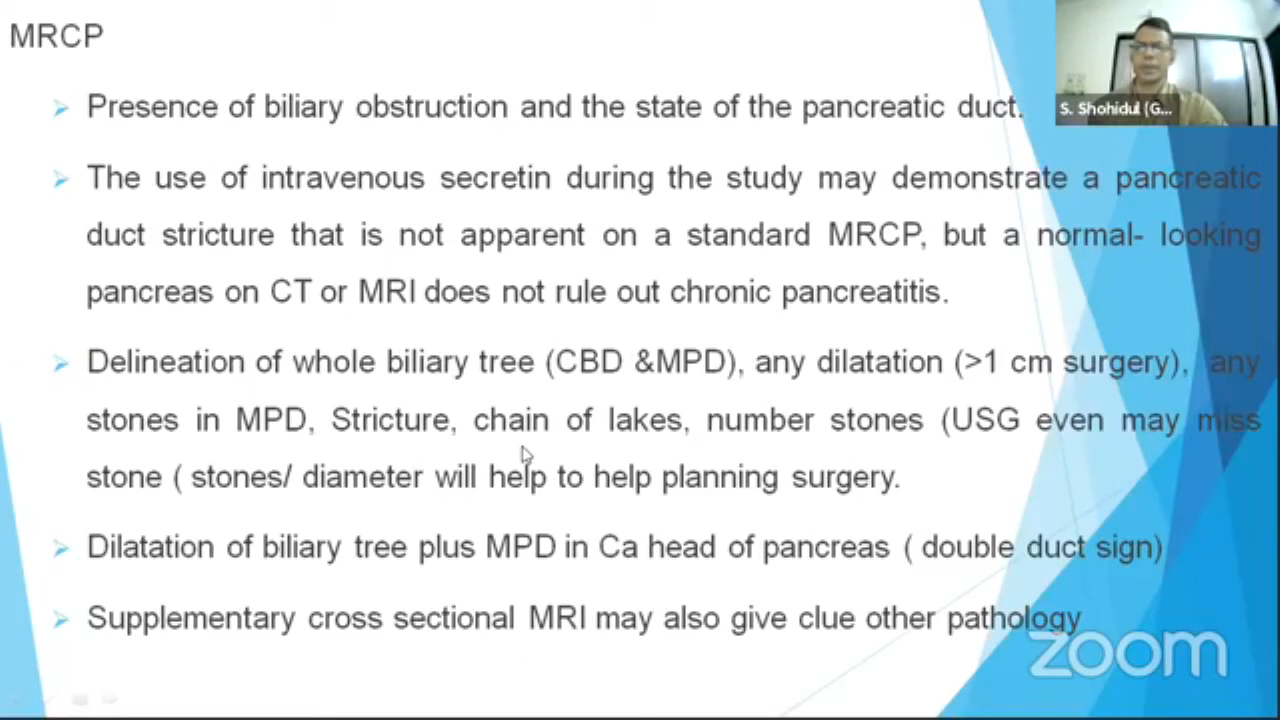 MRCP
Presence of biliary obstruction and the state of the pancreatic duct.
The use of intravenous secretin during the study may demonstrate a pancreatic
duct stricture that is not apparent on a standard MRCP, but a normal- looking
pancreas on CT or MRI does not rule out chronic pancreatitis.
Delineation of whole biliary tree (CBD &MPD), any dilatation (>1 cm surgery), any
stones in MPD, Stricture, chain of lakes, number stones (USG even may miss
stone ( stones/ diameter will help to help planning surgery.
Dilatation of biliary tree plus MPD in Ca head of pancreas ( double duct sign)
Supplementary cross sectional MRI may also give clue other pathology
S. Shohidul (G...
zoom